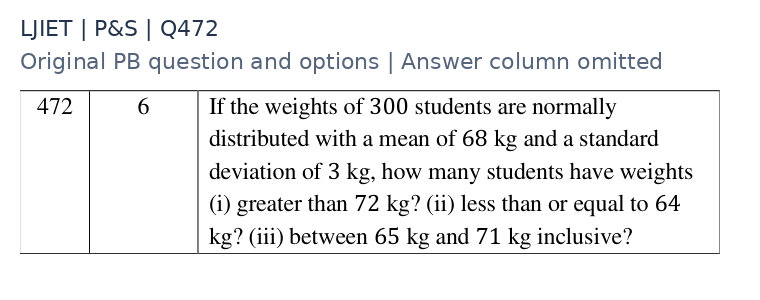 LJIET | P&S | Q472
Original PB question and options | Answer column omitted
472 6 If the weights of 300 students are normally
distributed with a mean of 68 kg and a standard
deviation of 3 kg, how many students have weights
(i) greater than 72 kg? (ii) less than or equal to 64
kg? (iii) between 65 kg and 71 kg inclusive?